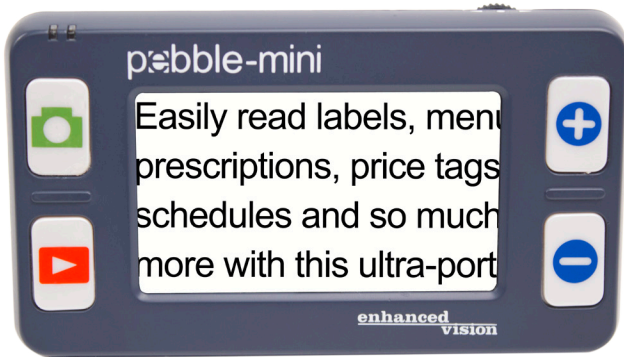 pebble-mini
Easily read labels, menu
prescriptions, price tags
schedules and so much
more with this ultra-port
enhanced
vision